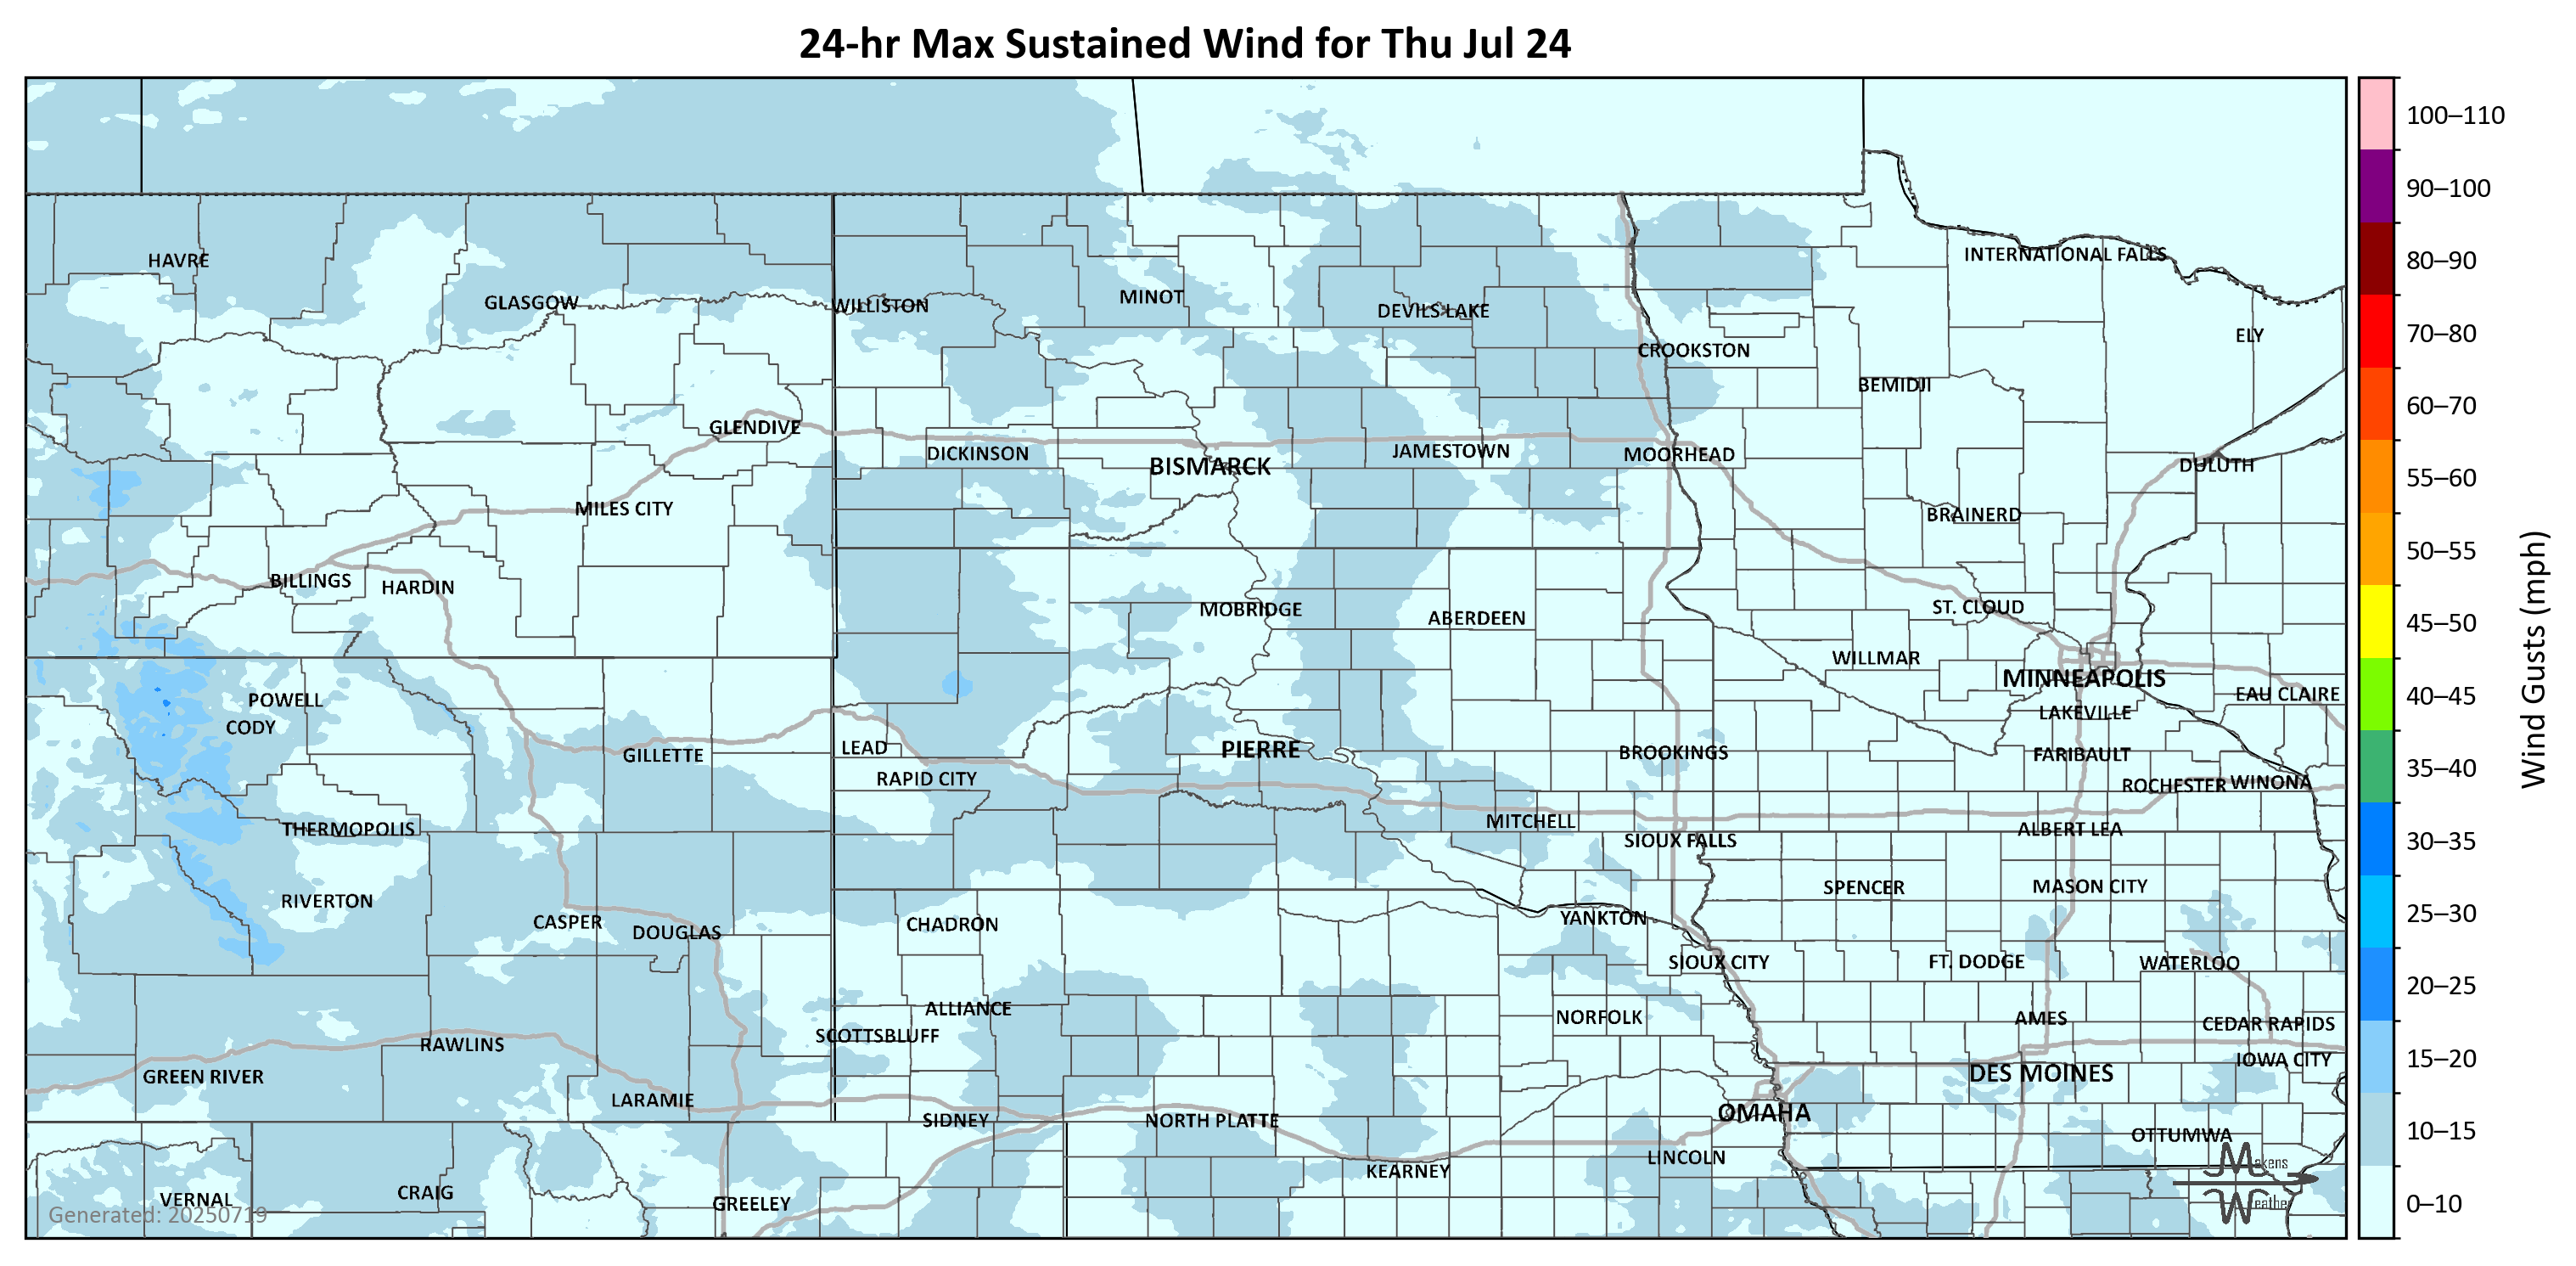 24-hr Max Sustained Wind for Thu Jul 24
100–110
90–100
80–90
70–80
60–70
55–60
50–55
45–50
40–45
35–40
30–35
25–30
20–25
15–20
10–15
0–10
Wind Gusts (mph)
HAVRE
INTERNATIONAL FALLS
GLASGOW
WILLISTON
MINOT
DEVILS LAKE
ELY
CROOKSTON
BEMIDJI
GLENDIVE
DICKINSON
BISMARCK
JAMESTOWN
MOORHEAD
DULUTH
MILES CITY
BRAINERD
BILLINGS
HARDIN
MOBRIDGE
ABERDEEN
ST. CLOUD
WILLMAR
MINNEAPOLIS
POWELL
EAU CLAIRE
CODY
LAKEVILLE
GILLETTE
LEAD
PIERRE
BROOKINGS
FARIBAULT
RAPID CITY
ROCHESTER
WINONA
THERMOPOLIS
MITCHELL
SIOUX FALLS
ALBERT LEA
RIVERTON
SPENCER
MASON CITY
CASPER
DOUGLAS
CHADRON
YANKTON
SIOUX CITY
FT. DODGE
WATERLOO
ALLIANCE
NORFOLK
AMES
CEDAR RAPIDS
SCOTTSBLUFF
RAWLINS
IOWA CITY
GREEN RIVER
DES MOINES
LARAMIE
SIDNEY
NORTH PLATTE
OMAHA
OTTUMWA
KEARNEY
LINCOLN
VERNAL
CRAIG
GREELEY
Generated: 20250719
Makens
Weather